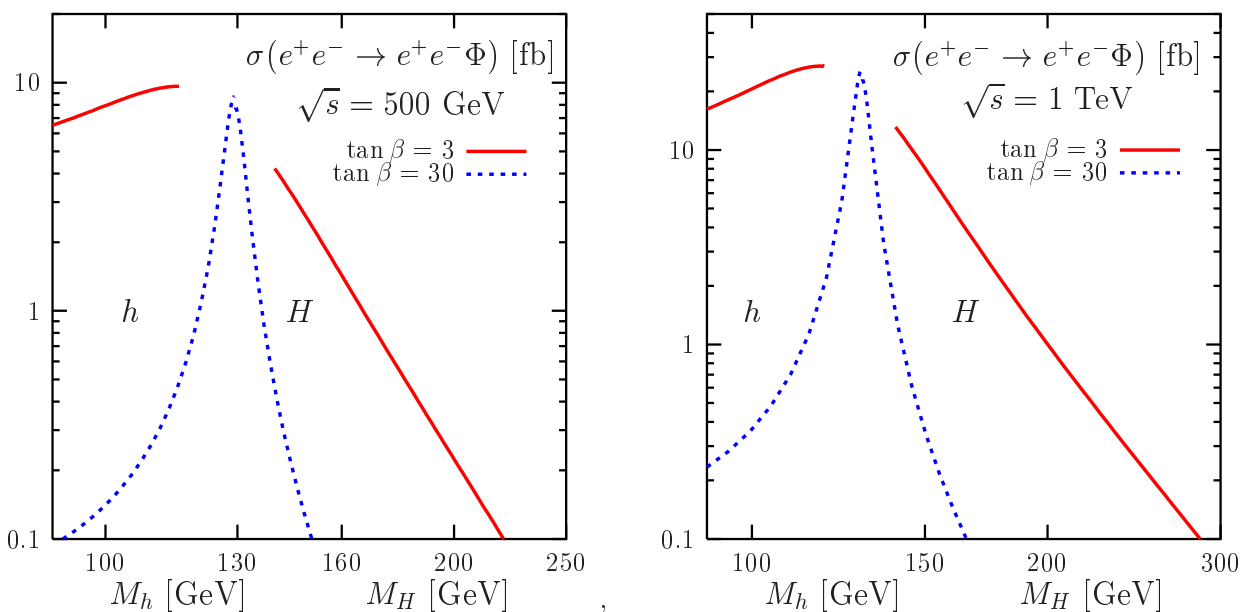 σ(e⁺e⁻ → e⁺e⁻Φ) [fb]
√s = 500 GeV
tan β = 3
tan β = 30
10
1
0.1
h
H
100
130
160
200
250
M_h [GeV]
M_H [GeV]
,
σ(e⁺e⁻ → e⁺e⁻Φ) [fb]
√s = 1 TeV
tan β = 3
tan β = 30
10
1
0.1
h
H
100
150
200
300
M_h [GeV]
M_H [GeV]